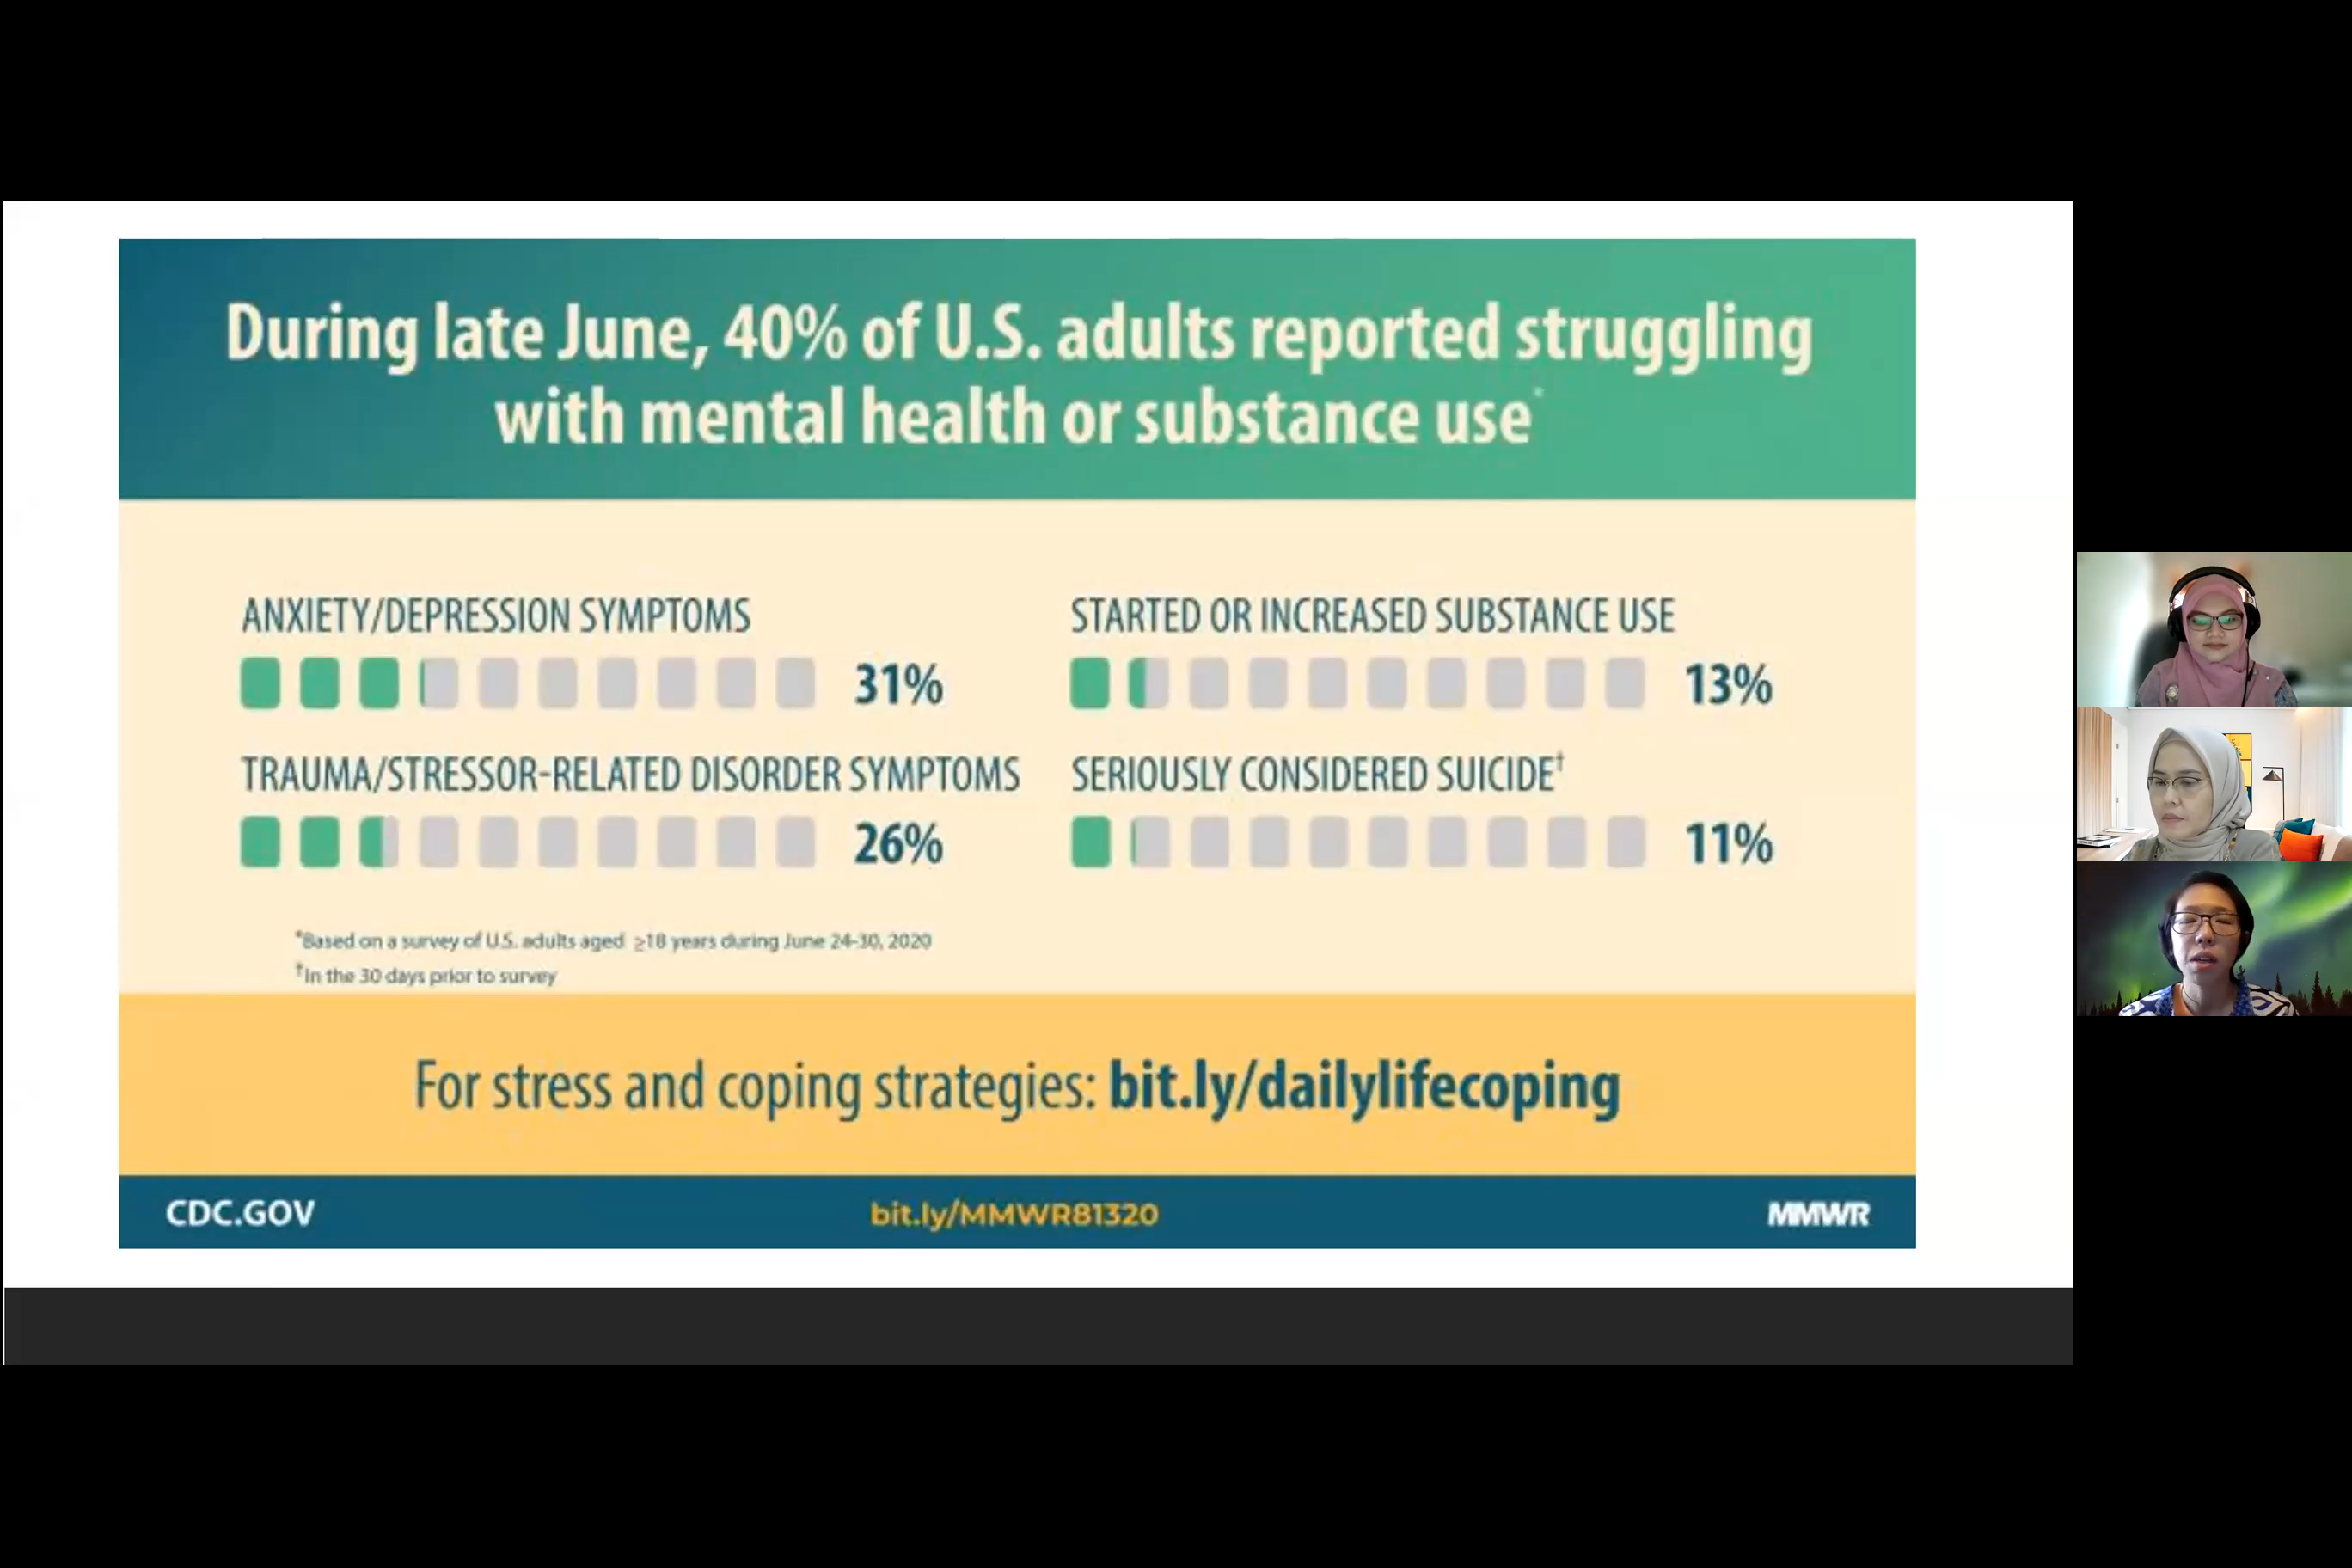 During late June, 40% of U.S. adults reported struggling
with mental health or substance use*
ANXIETY/DEPRESSION SYMPTOMS
31%
STARTED OR INCREASED SUBSTANCE USE
13%
TRAUMA/STRESSOR-RELATED DISORDER SYMPTOMS
26%
SERIOUSLY CONSIDERED SUICIDE†
11%
*Based on a survey of U.S. adults aged ≥18 years during June 24-30, 2020
†In the 30 days prior to survey
For stress and coping strategies: bit.ly/dailylifecoping
CDC.GOV
bit.ly/MMWR81320
MMWR